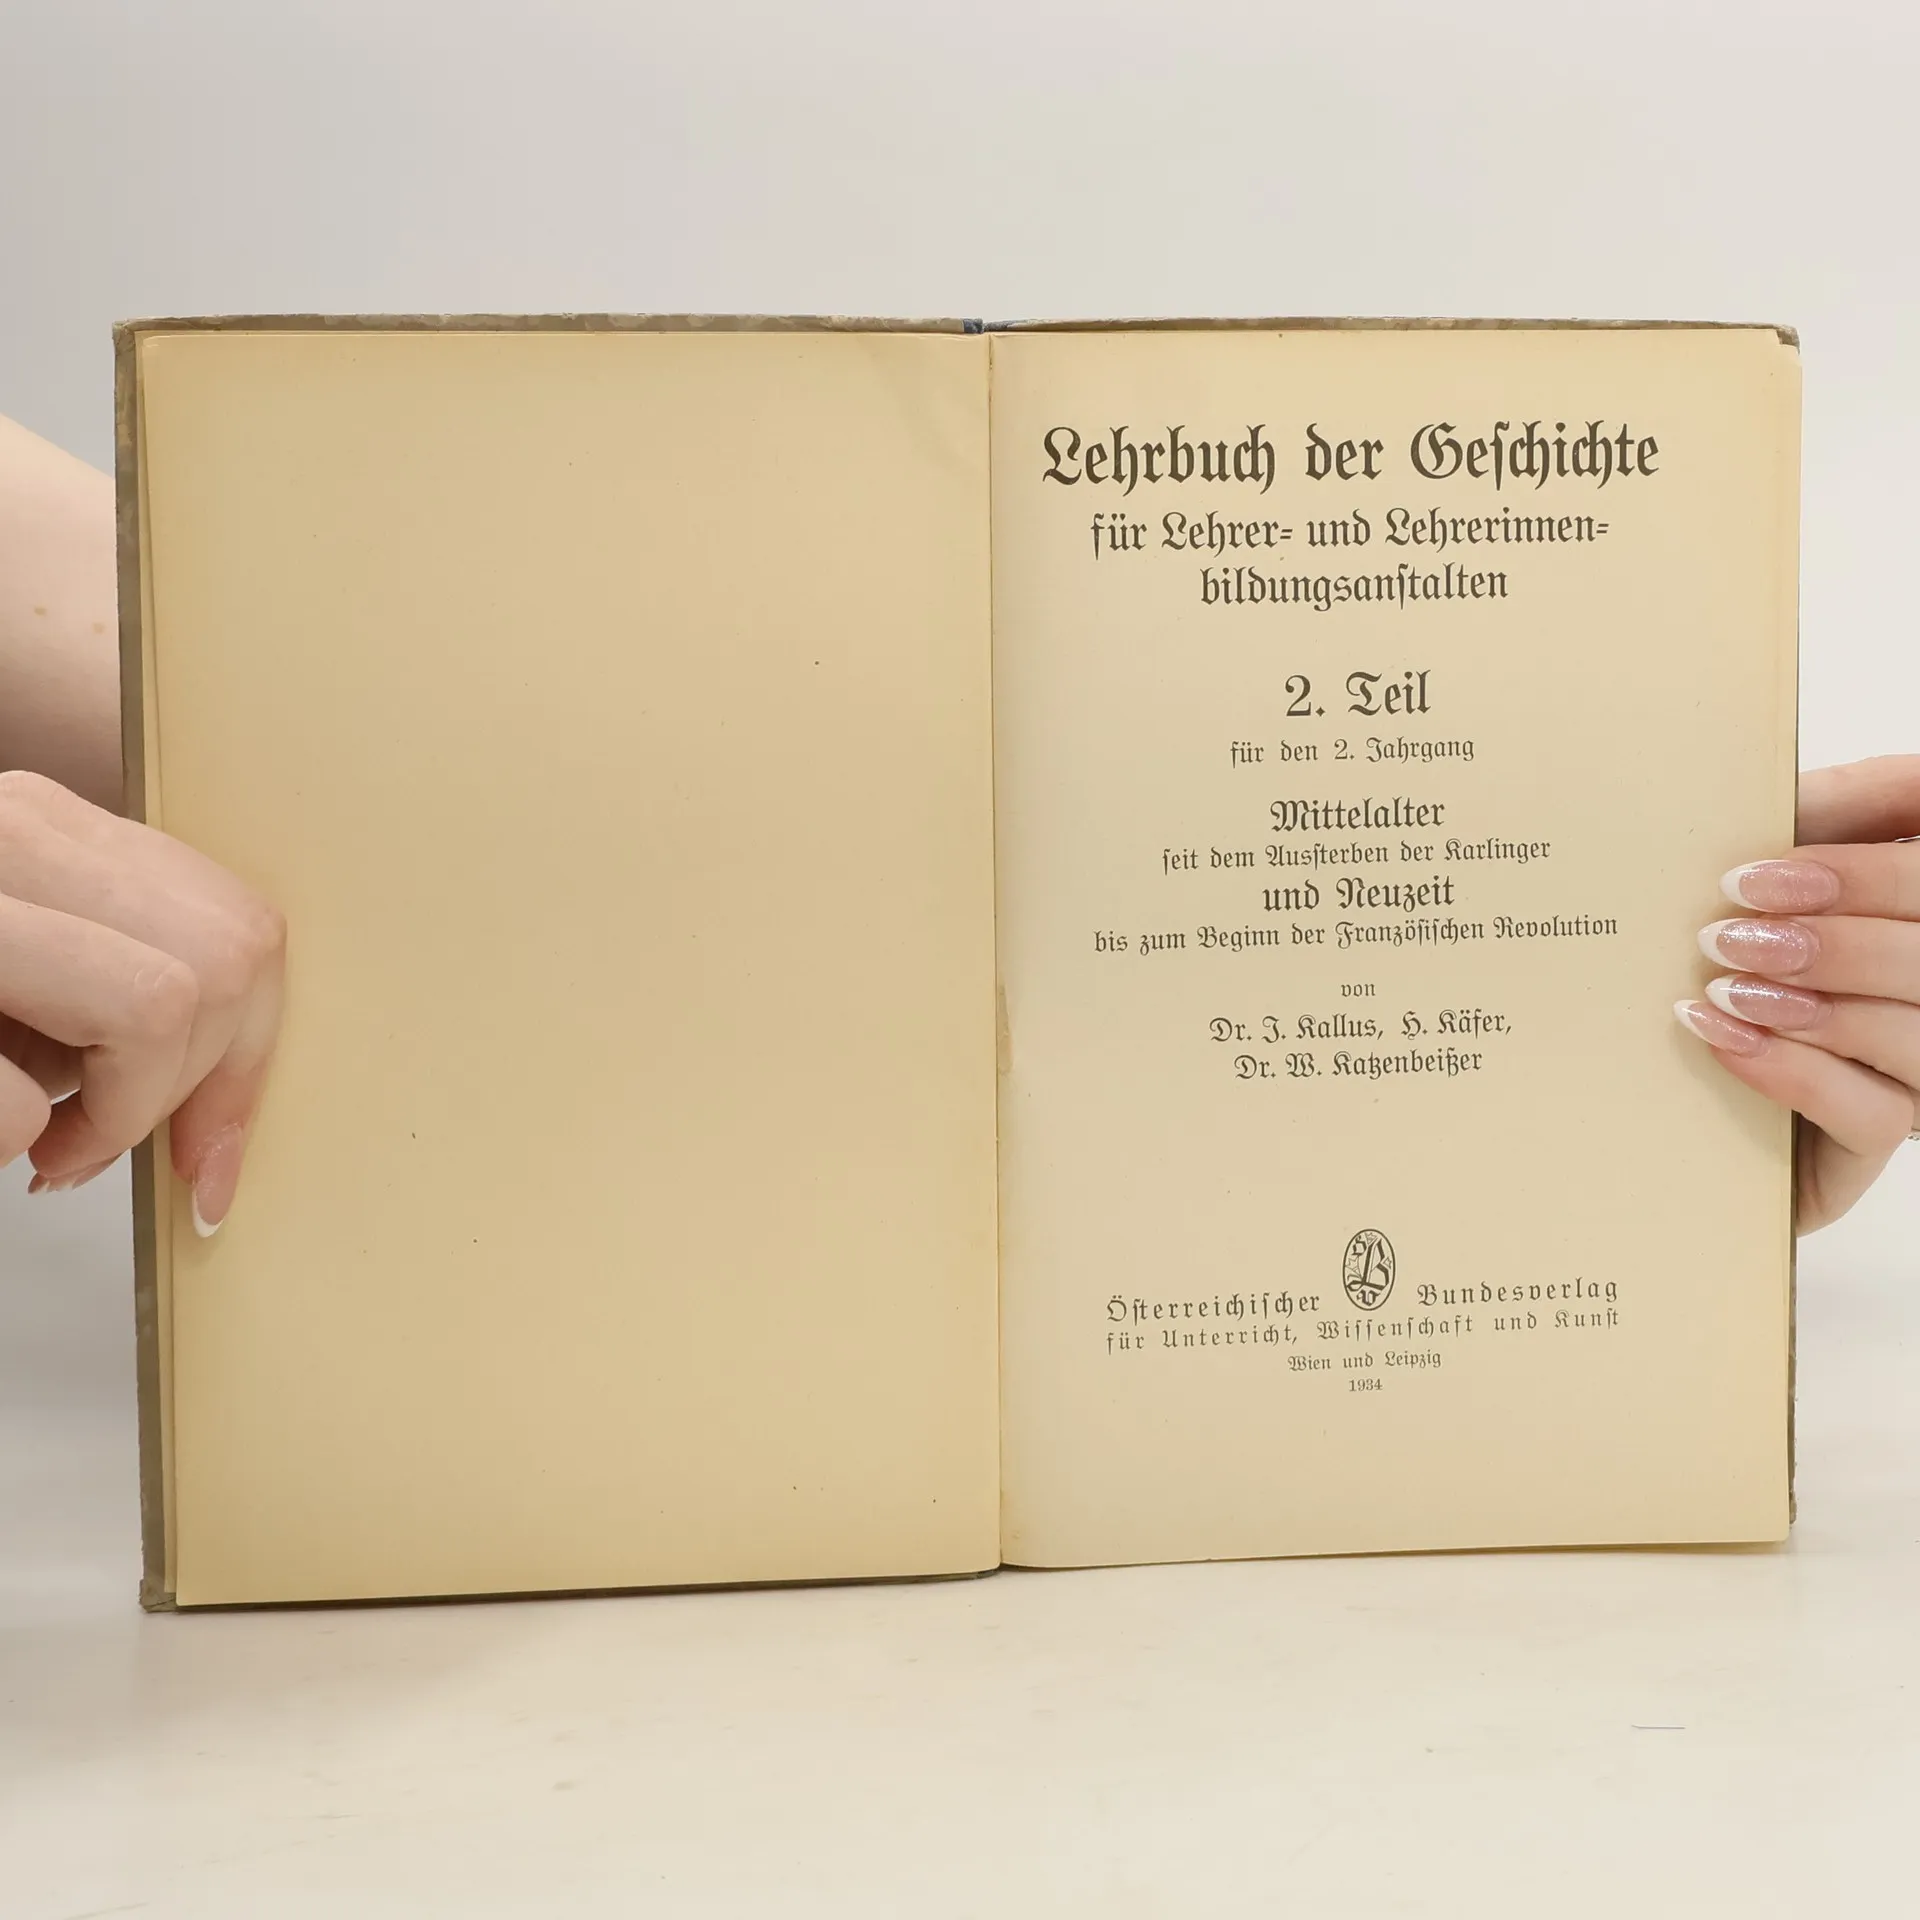 Lehrbuch der Geſchichte
für Lehrer= und Lehrerinnen=
bildungsanſtalten
2. Teil
für den 2. Jahrgang
Mittelalter
ſeit dem Ausſterben der Karlinger
und Neuzeit
bis zum Beginn der Franzöſiſchen Revolution
von
Dr. J. Kallus, H. Käfer,
Dr. W. Katzenbeißer
Öſterreichiſcher Bundesverlag
für Unterricht, Wiſſenſchaft und Kunſt
Wien und Leipzig
1934